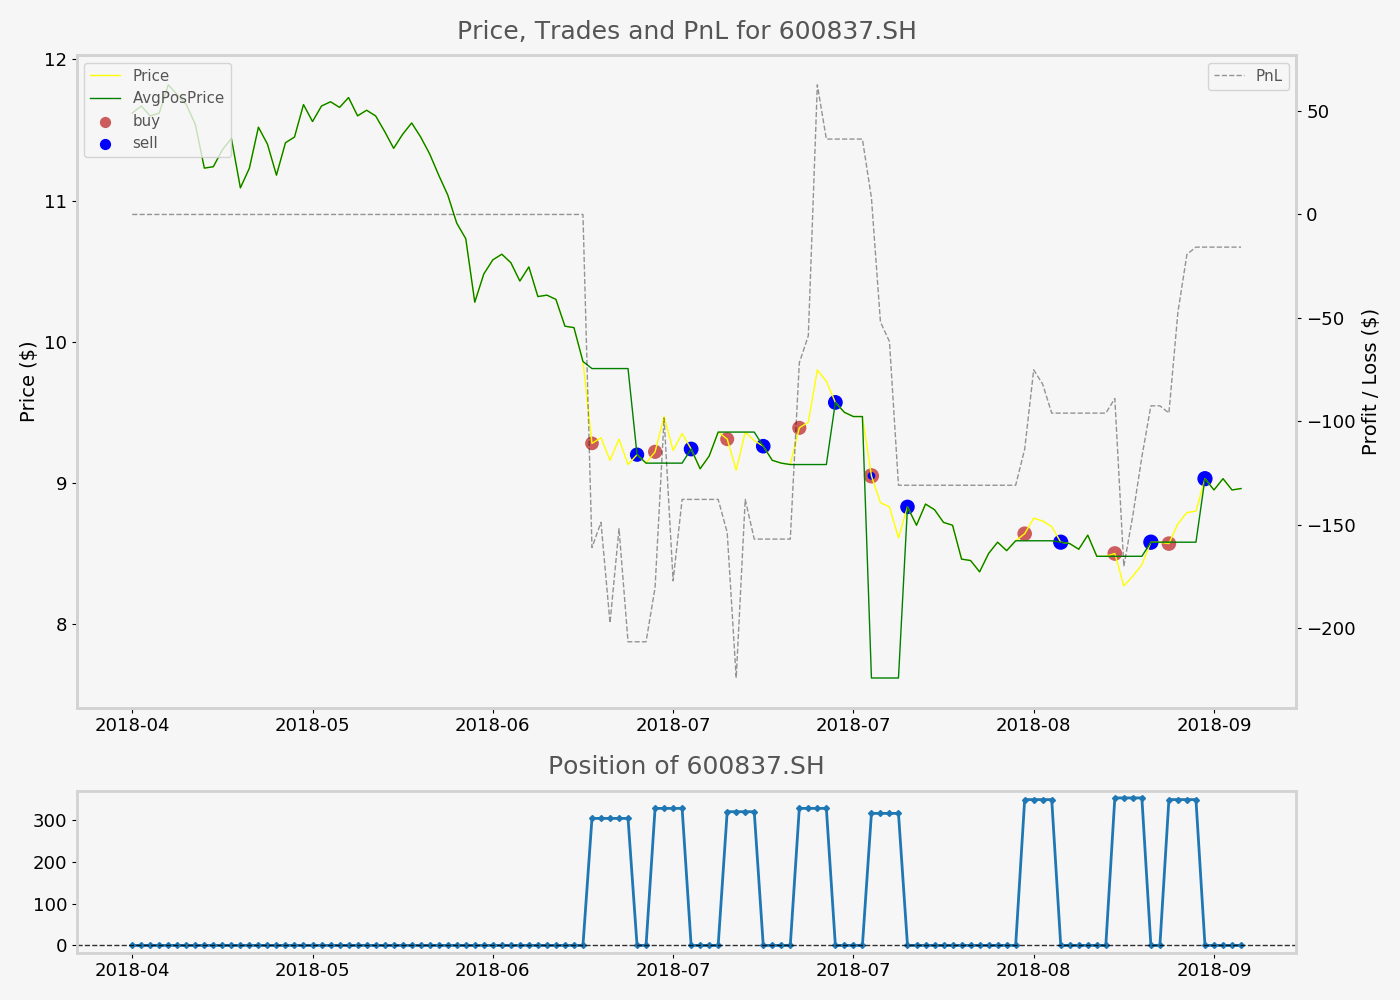 Price, Trades and PnL for 600837.SH
Price
AvgPosPrice
buy
sell
PnL
12
11
10
9
8
Price ($)
50
0
−50
−100
−150
−200
Profit / Loss ($)
2018-04 2018-05 2018-06 2018-07 2018-07 2018-08 2018-09
Position of 600837.SH
300
200
100
0
2018-04 2018-05 2018-06 2018-07 2018-07 2018-08 2018-09